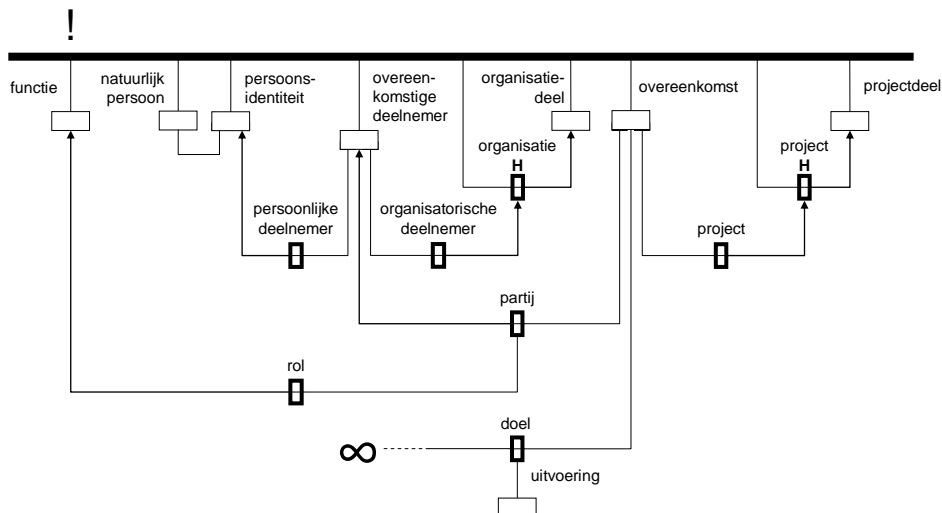 !
functie
natuurlijk
persoon
persoons-
identiteit
overeen-
komstige
deelnemer
organisatie-
deel
overeenkomst
projectdeel
organisatie
H
project
H
persoonlijke
deelnemer
organisatorische
deelnemer
project
partij
rol
doel
∞
uitvoering